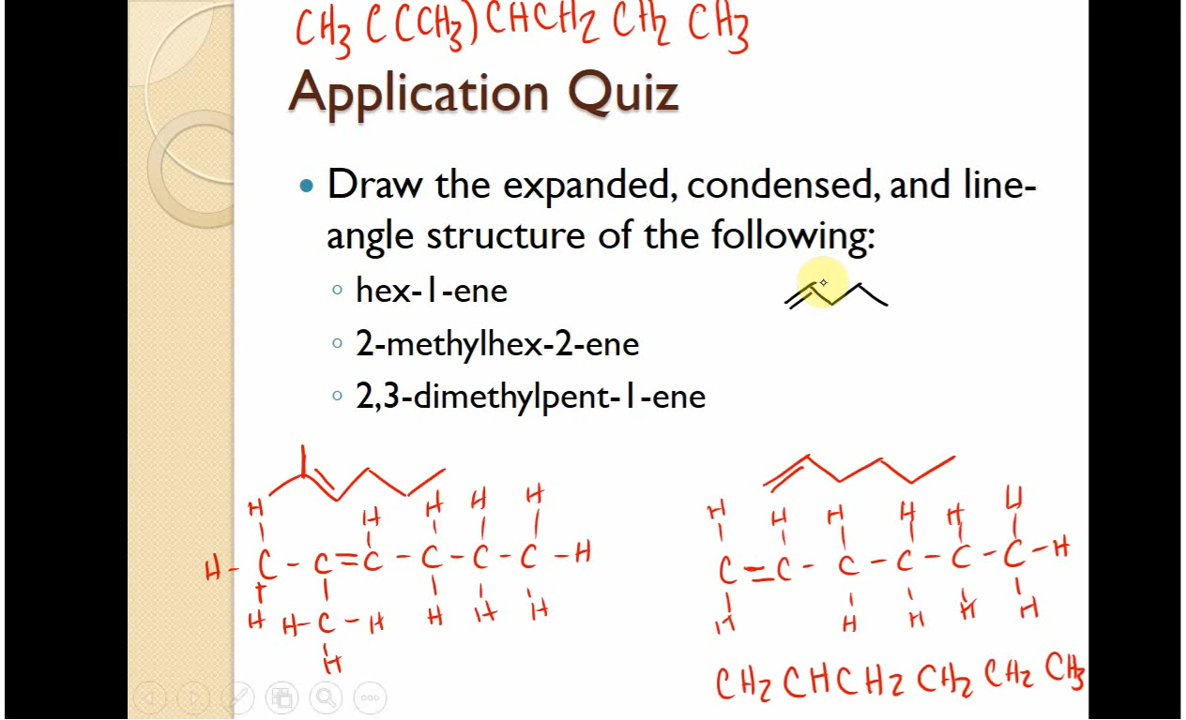 CH3 C(CH3)CHCH2 CH2 CH3
Application Quiz
• Draw the expanded, condensed, and line-
angle structure of the following:
◦ hex-1-ene
◦ 2-methylhex-2-ene
◦ 2,3-dimethylpent-1-ene
H H H H H
H - C - C = C - C - C - C - H
H H - C - H H H H
H
H H H H H H
C = C - C - C - C - C - H
H H H H H
CH2 CHCH2 CH2 CH2 CH3